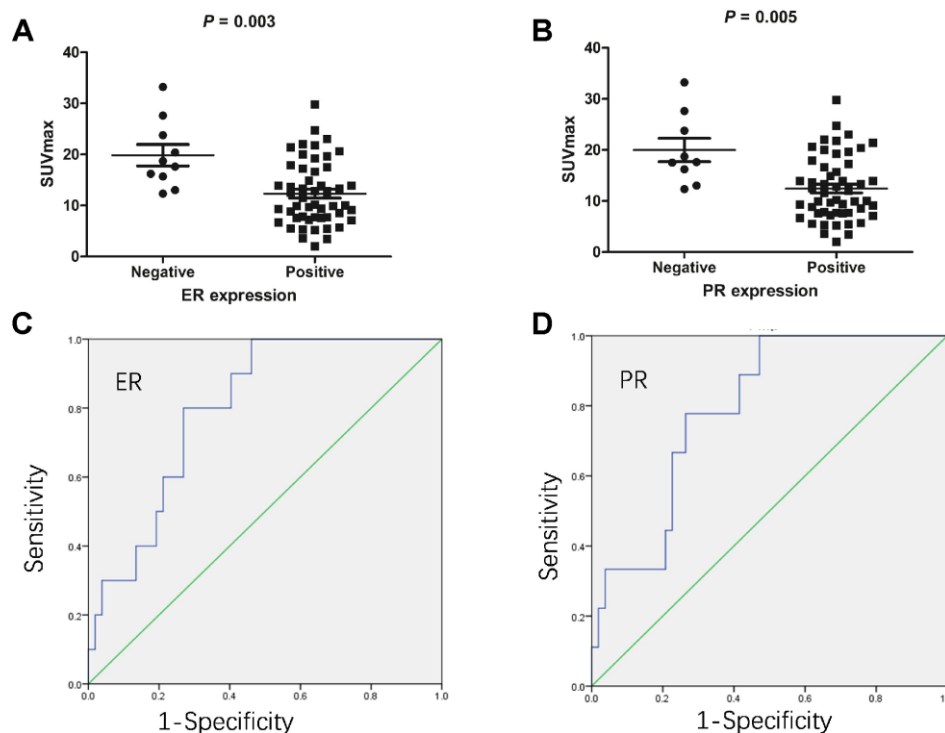 A
P = 0.003
SUVmax
40
30
20
10
0
Negative
Positive
ER expression
B
P = 0.005
SUVmax
40
30
20
10
0
Negative
Positive
PR expression
C
ER
Sensitivity
1.0
0.8
0.6
0.4
0.2
0.0
0.0 0.2 0.4 0.6 0.8 1.0
1-Specificity
D
PR
Sensitivity
1.0
0.8
0.6
0.4
0.2
0.0
0.0 0.2 0.4 0.6 0.8
1-Specificity